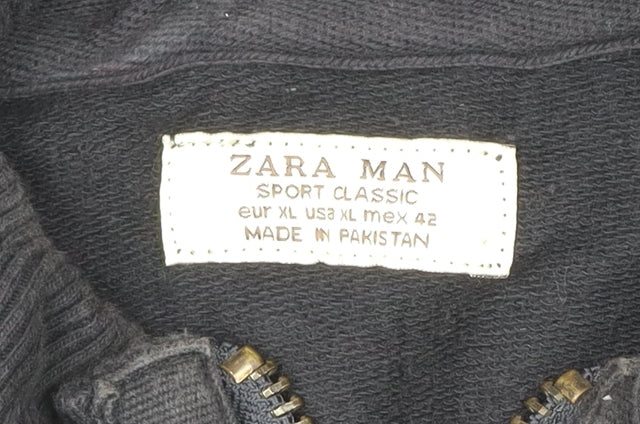 ZARA MAN
SPORT CLASSIC
eur XL usa XL mex 42
MADE IN PAKISTAN